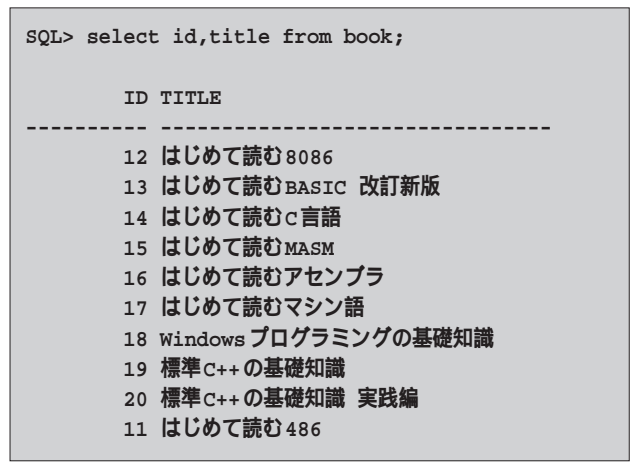 SQL> select id,title from book;
ID TITLE
---------- --------------------------------
12 はじめて読む8086
13 はじめて読むBASIC 改訂新版
14 はじめて読むC言語
15 はじめて読むMASM
16 はじめて読むアセンブラ
17 はじめて読むマシン語
18 Windowsプログラミングの基礎知識
19 標準C++の基礎知識
20 標準C++の基礎知識 実践編
11 はじめて読む486